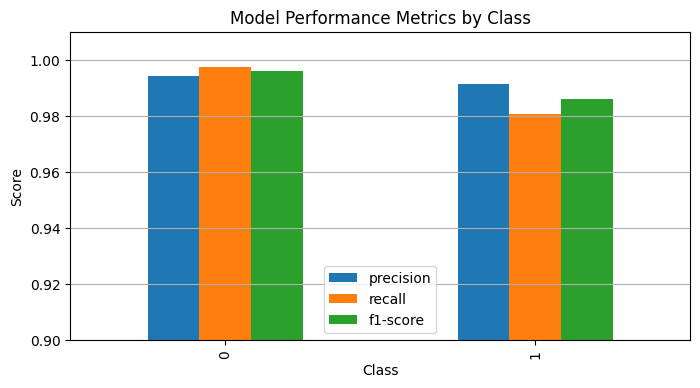 Model Performance Metrics by Class
Score
1.00
0.98
0.96
0.94
0.92
0.90
precision
recall
f1-score
0
1
Class